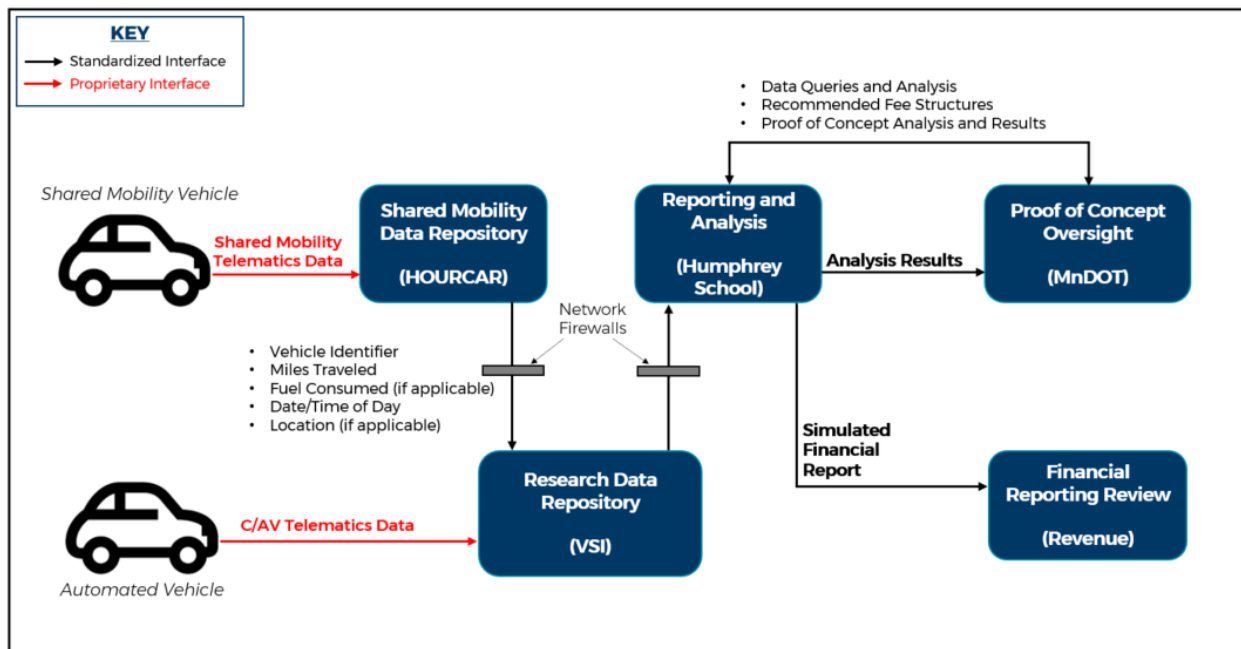 KEY
Standardized Interface
Proprietary Interface
• Data Queries and Analysis
• Recommended Fee Structures
• Proof of Concept Analysis and Results
Shared Mobility Vehicle
Shared Mobility
Telematics Data
Shared Mobility
Data Repository
(HOURCAR)
Reporting and
Analysis
(Humphrey
School)
Analysis Results
Proof of Concept
Oversight
(MnDOT)
Network
Firewalls
• Vehicle Identifier
• Miles Traveled
• Fuel Consumed (if applicable)
• Date/Time of Day
• Location (if applicable)
Simulated
Financial
Report
Research Data
Repository
(VSI)
Financial
Reporting Review
(Revenue)
C/AV Telematics Data
Automated Vehicle